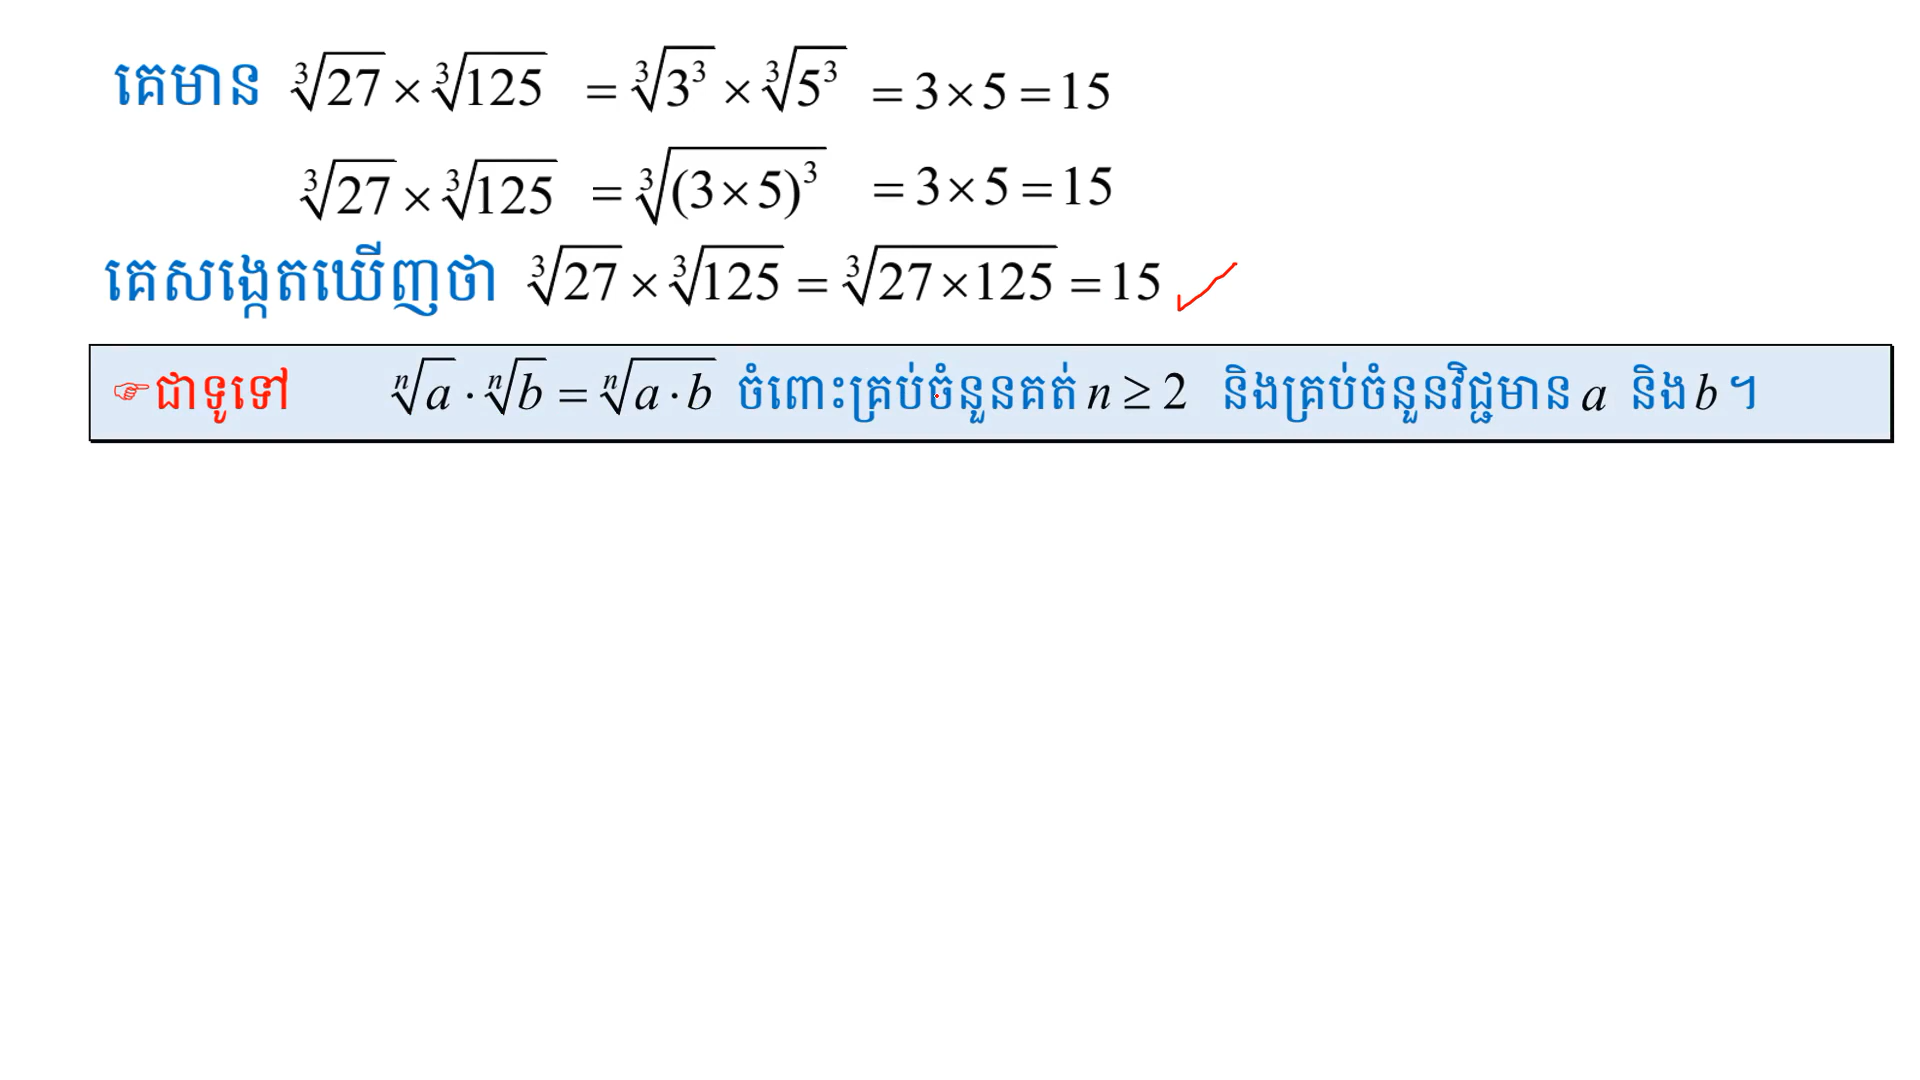 គេមាន ∛27 × ∛125 = ∛3³ × ∛5³ = 3×5 = 15
∛27 × ∛125 = ∛(3×5)³ = 3×5 = 15
គេសង្កេតឃើញថា ∛27 × ∛125 = ∛27×125 = 15 ✓
☞ជាទូទៅ ⁿ√a · ⁿ√b = ⁿ√a·b ចំពោះគ្រប់ចំនួនគត់ n ≥ 2 និងគ្រប់ចំនួនវិជ្ជមាន a និង b ។